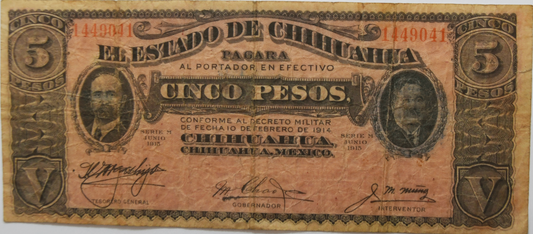 CINCO
1449041
1449041
CINCO
EL ESTADO DE CHIHUAHUA
5
PAGARA
5
AL PORTADOR, EN EFECTIVO
PESOS
CINCO PESOS,
PESOS
CONFORME AL DECRETO MILITAR
DE FECHA 10 DE FEBRERO DE 1914.
SERIE M
JUNIO
1915
CHIHUAHUA,
SERIE M
JUNIO
1915
CHIHUAHUA, MEXICO.
V
TESORERO GENERAL
GOBERNADOR
INTERVENTOR
V